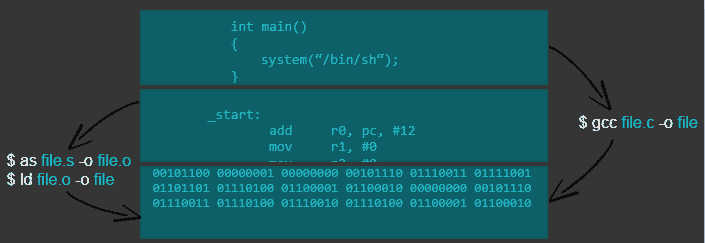 int main()
{
system(“/bin/sh“);
}
_start:
add r0, pc, #12
mov r1, #0
$ as file.s -o file.o
$ ld file.o -o file
$ gcc file.c -o file
00101100 00000001 00000000 00101110 01110011 01111001
01101101 01110100 01100001 01100010 00000000 00101110
01110011 01110100 01110010 01110100 01100001 01100010